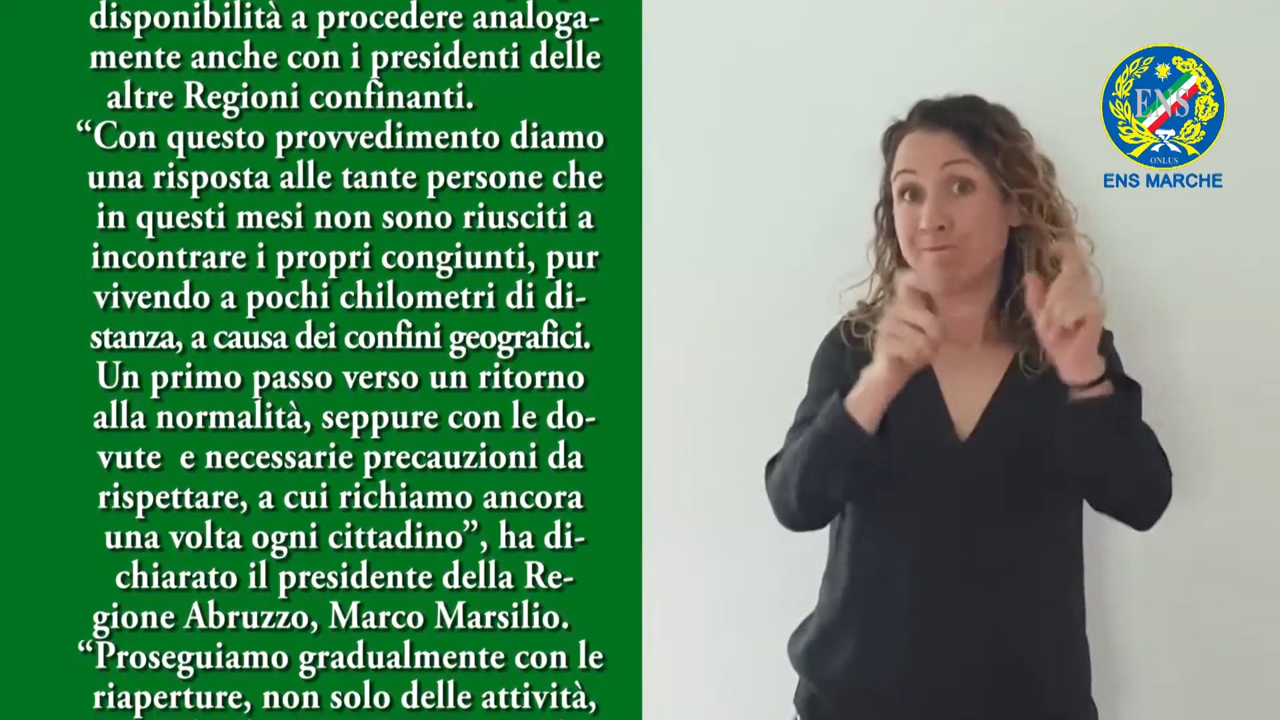 disponibilità a procedere analoga-
mente anche con i presidenti delle
altre Regioni confinanti.
“Con questo provvedimento diamo
una risposta alle tante persone che
in questi mesi non sono riusciti a
incontrare i propri congiunti, pur
vivendo a pochi chilometri di di-
stanza, a causa dei confini geografici.
Un primo passo verso un ritorno
alla normalità, seppure con le do-
vute e necessarie precauzioni da
rispettare, a cui richiamo ancora
una volta ogni cittadino”, ha di-
chiarato il presidente della Re-
gione Abruzzo, Marco Marsilio.
“Proseguiamo gradualmente con le
riaperture, non solo delle attività,
ENS
ONLUS
ENS MARCHE